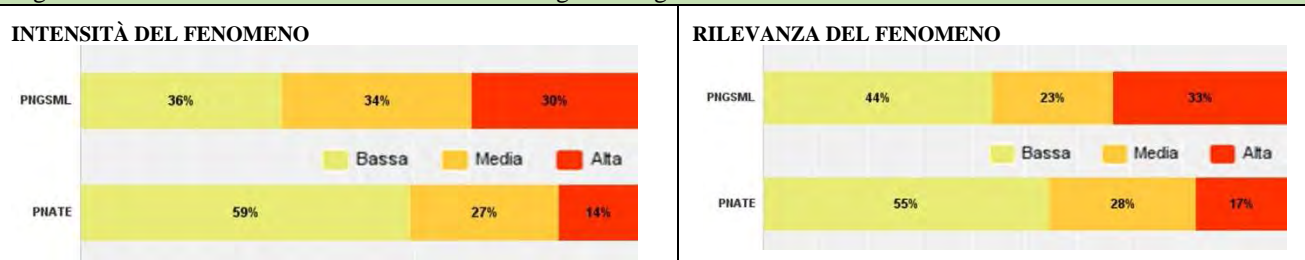 INTENSITÀ DEL FENOMENO
PNGSML 36% 34% 30%
Bassa Media Alta
PNATE 59% 27% 14%
RILEVANZA DEL FENOMENO
PNGSML 44% 23% 33%
Bassa Media Alta
PNATE 55% 28% 17%